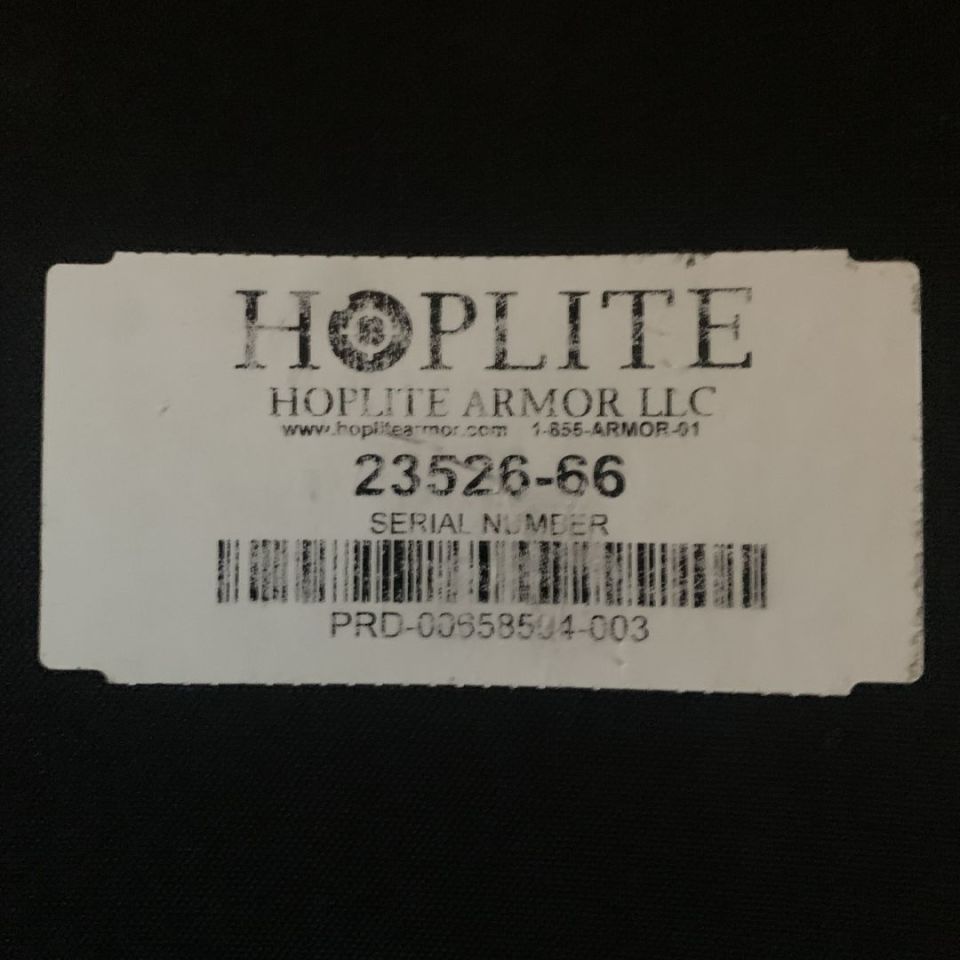 HOPLITE
HOPLITE ARMOR LLC
www.hoplitearmor.com 1-855-ARMOR-01
23526-66
SERIAL NUMBER